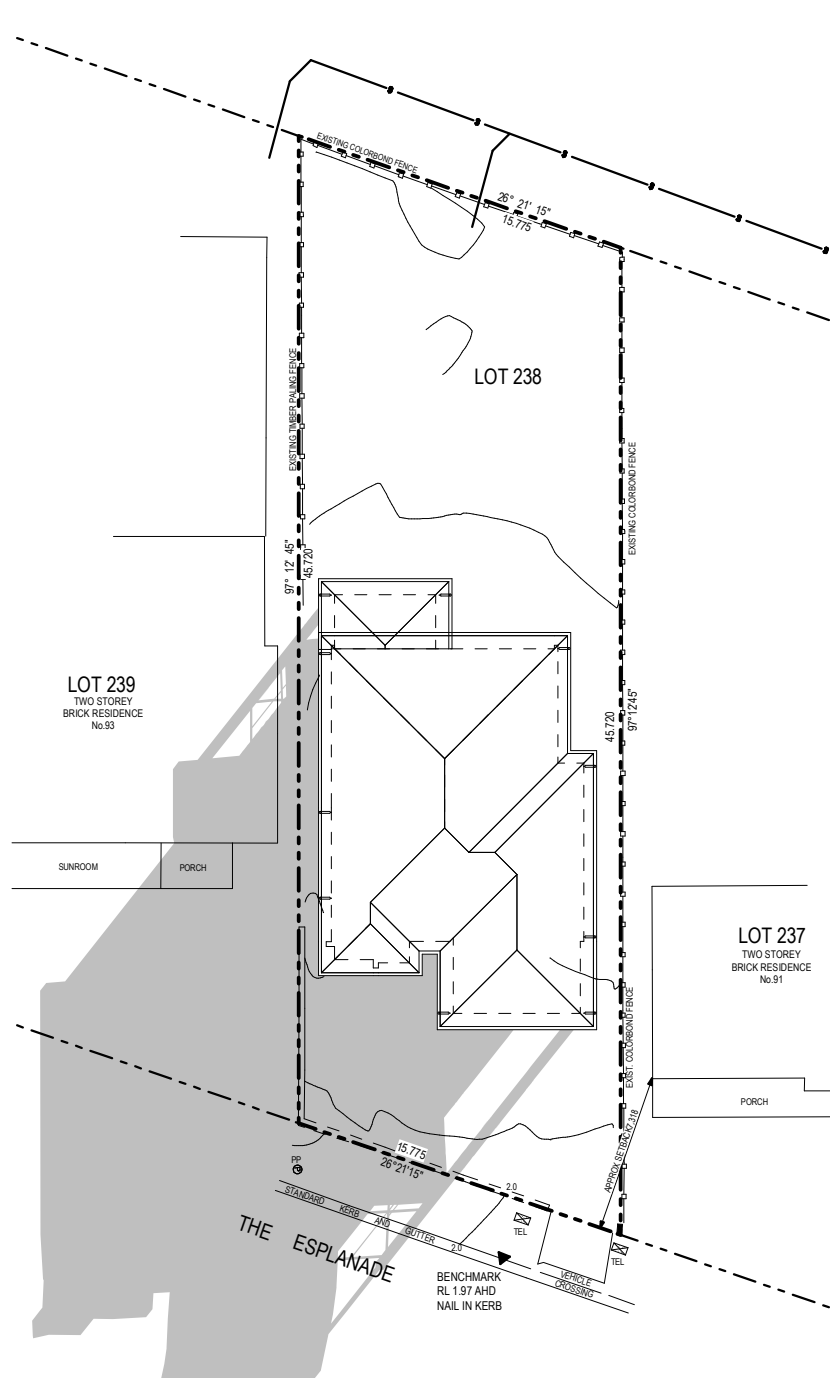 EXISTING COLORBOND FENCE
26° 21' 15"
15.775
LOT 238
EXISTING TIMBER PALING FENCE
EXISTING COLORBOND FENCE
97° 12' 45"
45.720
LOT 239
TWO STOREY
BRICK RESIDENCE
No.93
45.720
97°12'45"
SUNROOM
PORCH
LOT 237
TWO STOREY
BRICK RESIDENCE
No.91
EXIST. COLORBOND FENCE
PORCH
APPROX SETBACK7.318
15.775
26°21'15"
PP
2.0
STANDARD KERB AND GUTTER
2.0
TEL
TEL
THE ESPLANADE
BENCHMARK
RL 1.97 AHD
NAIL IN KERB
VEHICLE
CROSSING